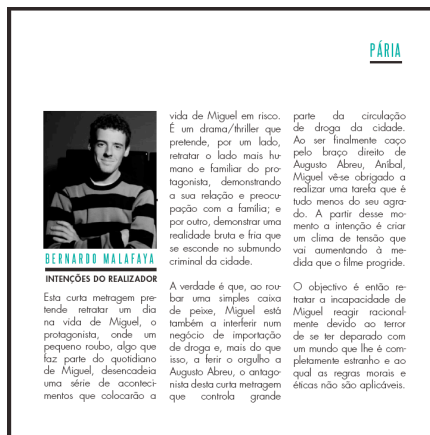 PÁRIA
BERNARDO MALAFAYA
INTENÇÕES DO REALIZADOR
Esta curta metragem pre-
tende retratar um dia
na vida de Miguel, o
protagonista, onde um
pequeno roubo, algo que
faz parte do quotidiano
de Miguel, desencadeia
uma série de aconteci-
mentos que colocarão a
vida de Miguel em risco.
É um drama/thriller que
pretende, por um lado,
retratar o lado mais hu-
mano e familiar do pro-
tagonista, demonstrando
a sua relação e preocu-
pação com a família; e
por outro, demonstrar uma
realidade bruta e fria que
se esconde no submundo
criminal da cidade.
A verdade é que, ao rou-
bar uma simples caixa
de peixe, Miguel está
também a interferir num
negócio de importação
de droga e, mais do que
isso, a ferir o orgulho a
Augusto Abreu, o antago-
nista desta curta metragem
que controla grande
parte da circulação
de droga da cidade.
Ao ser finalmente caço
pelo braço direito de
Augusto Abreu, Aníbal,
Miguel vê-se obrigado a
realizar uma tarefa que é
tudo menos do seu agra-
do. A partir desse mo-
mento a intenção é criar
um clima de tensão que
vai aumentando à me-
dida que o filme progride.
O objectivo é então re-
tratar a incapacidade de
Miguel reagir racional-
mente devido ao terror
de se ter deparado com
um mundo que lhe é com-
pletamente estranho e ao
qual as regras morais e
éticas não são aplicáveis.